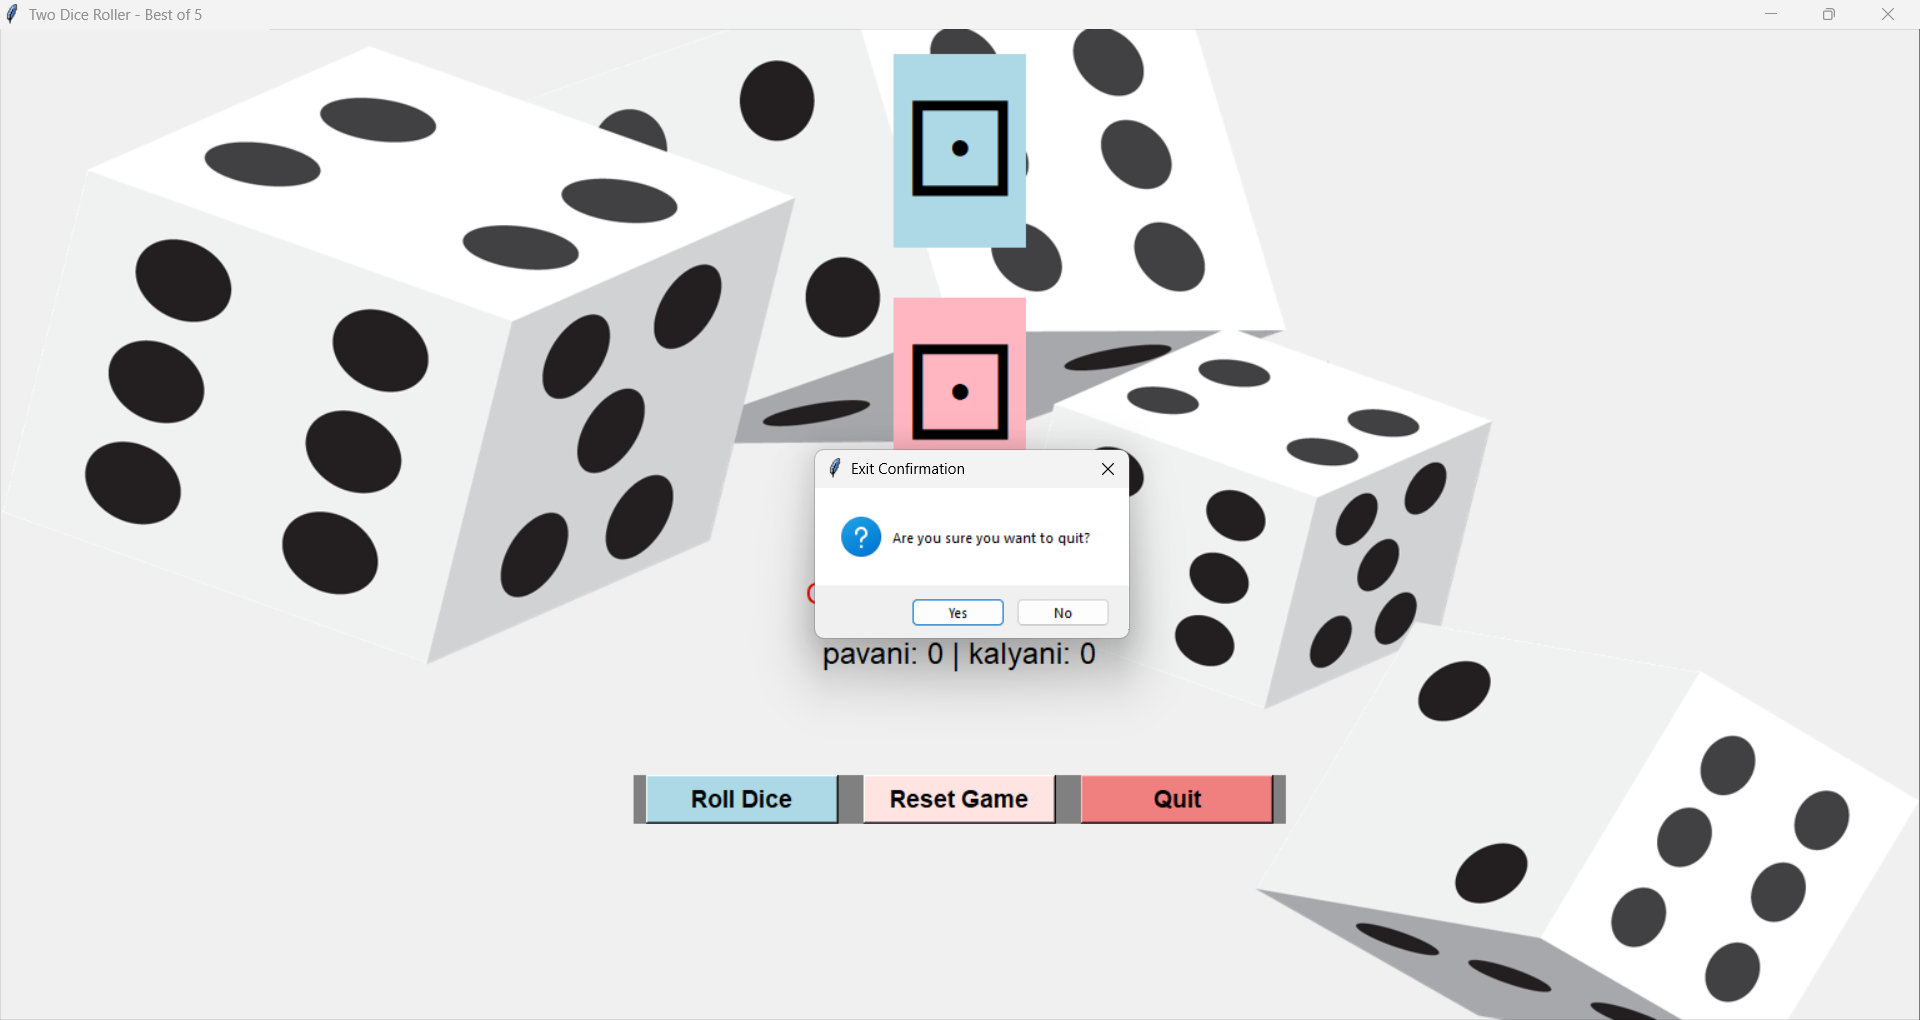 Two Dice Roller - Best of 5
Exit Confirmation
Are you sure you want to quit?
Yes No
pavani: 0 | kalyani: 0
Roll Dice Reset Game Quit